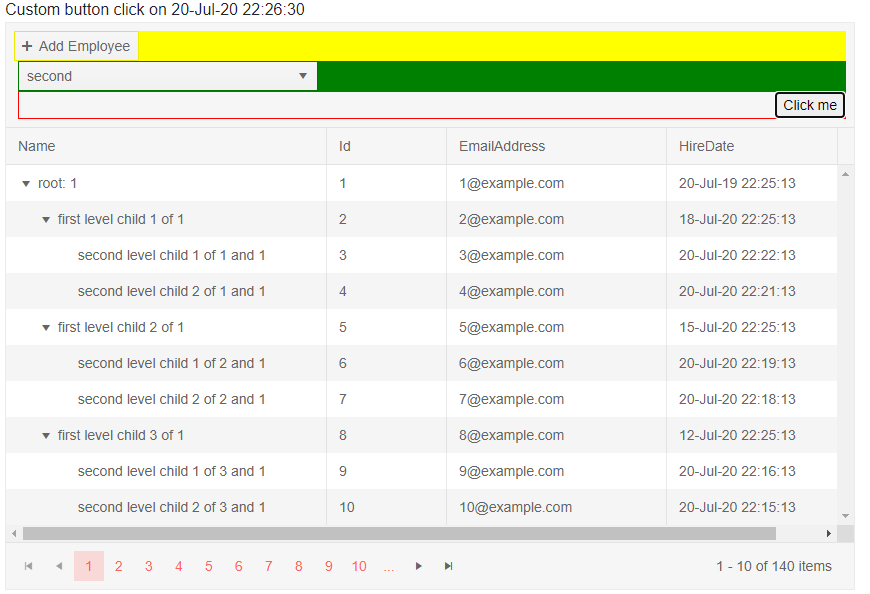 Custom button click on 20-Jul-20 22:26:30
+ Add Employee
second
Click me
Name Id EmailAddress HireDate
root: 1 1 1@example.com 20-Jul-19 22:25:13
first level child 1 of 1 2 2@example.com 18-Jul-20 22:25:13
second level child 1 of 1 and 1 3 3@example.com 20-Jul-20 22:22:13
second level child 2 of 1 and 1 4 4@example.com 20-Jul-20 22:21:13
first level child 2 of 1 5 5@example.com 15-Jul-20 22:25:13
second level child 1 of 2 and 1 6 6@example.com 20-Jul-20 22:19:13
second level child 2 of 2 and 1 7 7@example.com 20-Jul-20 22:18:13
first level child 3 of 1 8 8@example.com 12-Jul-20 22:25:13
second level child 1 of 3 and 1 9 9@example.com 20-Jul-20 22:16:13
second level child 2 of 3 and 1 10 10@example.com 20-Jul-20 22:15:13
1 2 3 4 5 6 7 8 9 10 ... 1 - 10 of 140 items